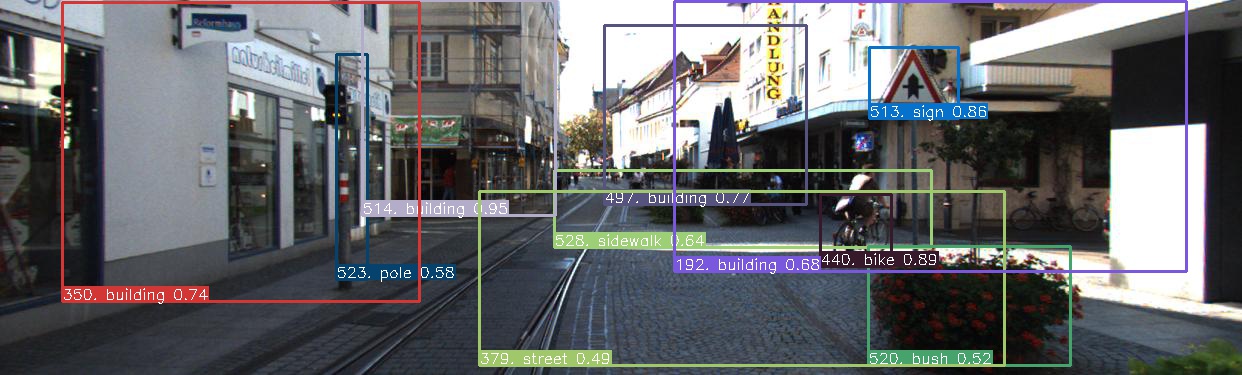 Reformhaus
HANDLUNG
er
513. sign 0.86
497. building 0.77
514. building 0.95
528. sidewalk 0.64
440. bike 0.89
192. building 0.68
523. pole 0.58
350. building 0.74
379. street 0.49
520. bush 0.52